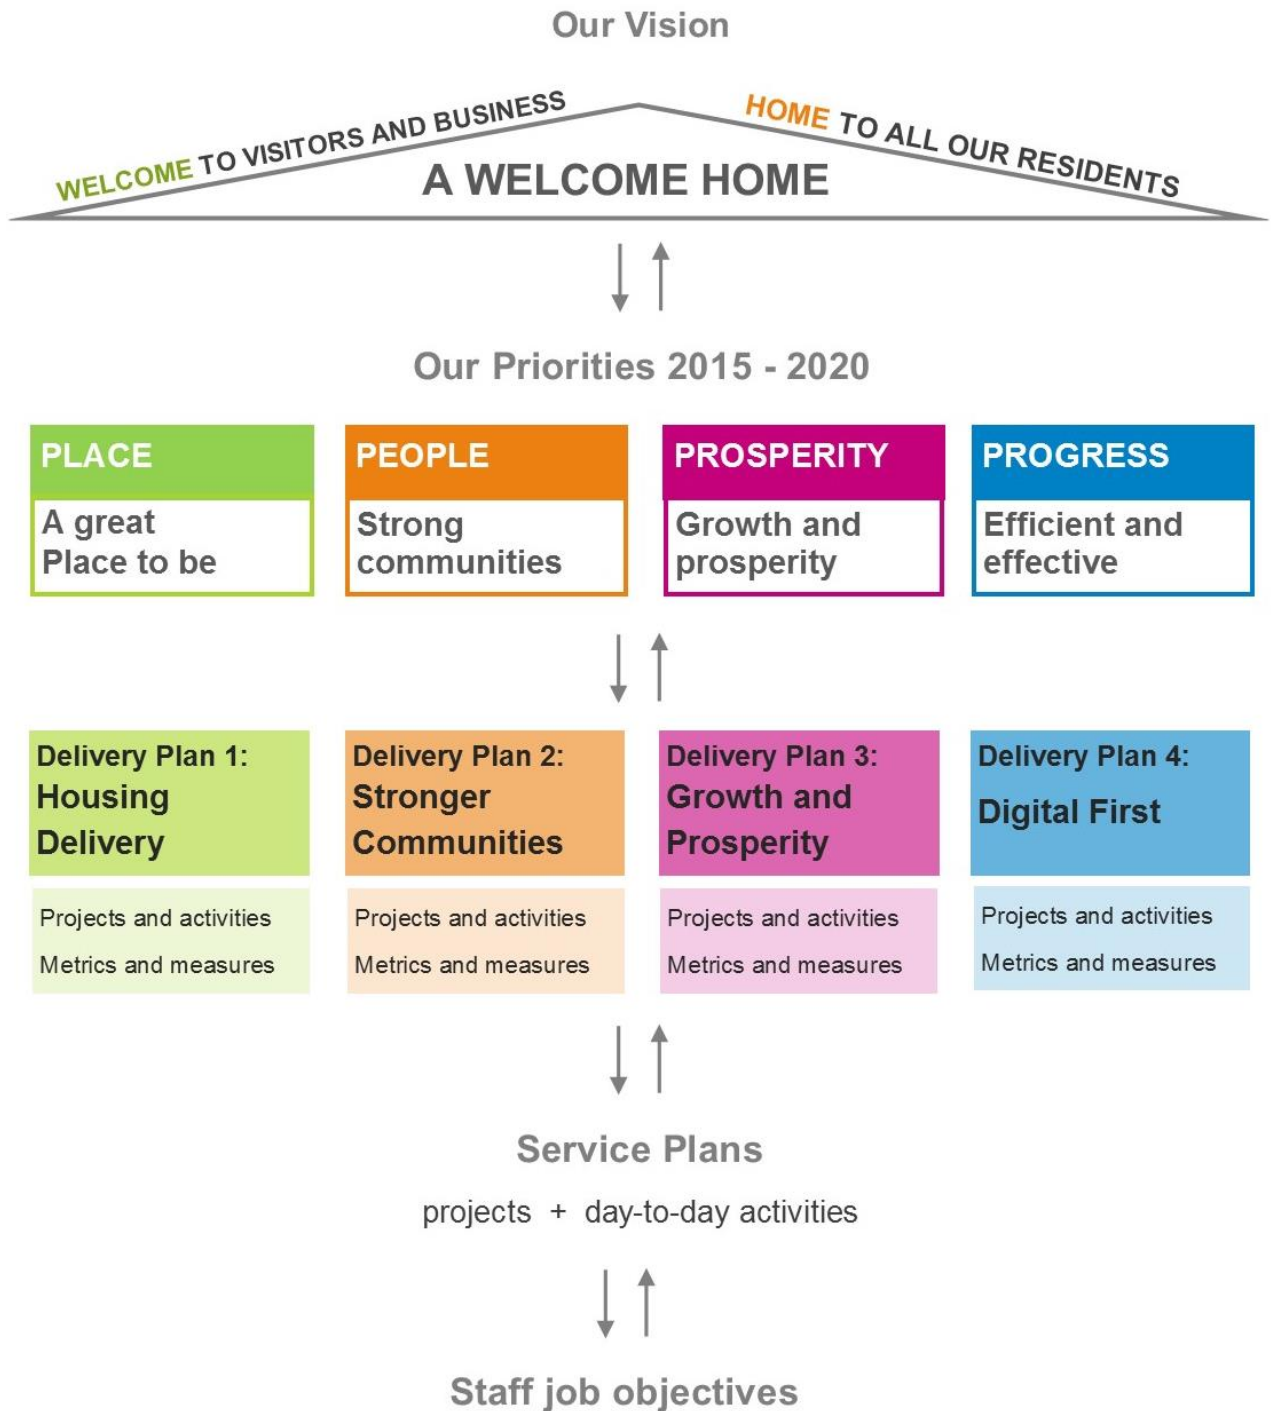 Our Vision
WELCOME TO VISITORS AND BUSINESS
HOME TO ALL OUR RESIDENTS
A WELCOME HOME
Our Priorities 2015 - 2020
PLACE
A great
Place to be
PEOPLE
Strong
communities
PROSPERITY
Growth and
prosperity
PROGRESS
Efficient and
effective
Delivery Plan 1:
Housing
Delivery
Projects and activities
Metrics and measures
Delivery Plan 2:
Stronger
Communities
Projects and activities
Metrics and measures
Delivery Plan 3:
Growth and
Prosperity
Projects and activities
Metrics and measures
Delivery Plan 4:
Digital First
Projects and activities
Metrics and measures
Service Plans
projects + day-to-day activities
Staff job objectives